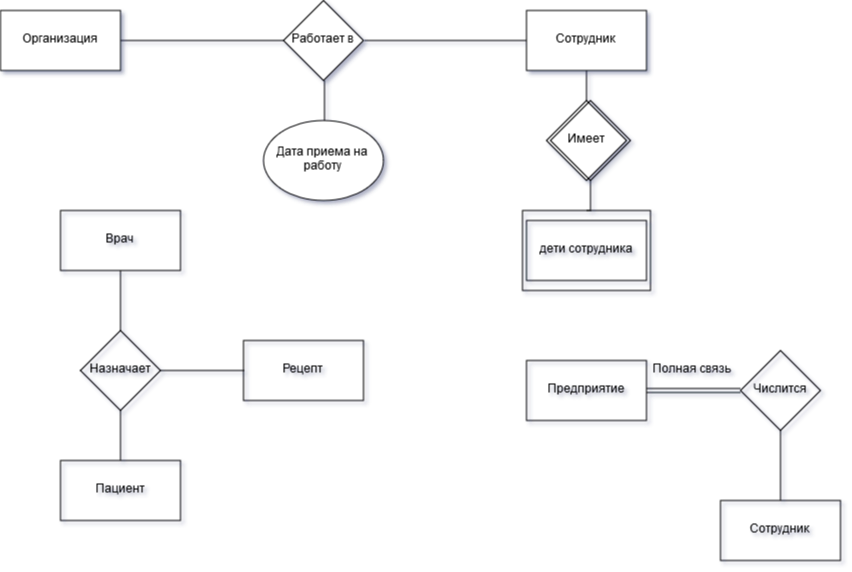 Организация
Работает в
Сотрудник
Дата приема на
работу
Имеет
дети сотрудника
Врач
Назначает
Рецепт
Пациент
Предприятие
Полная связь
Числится
Сотрудник